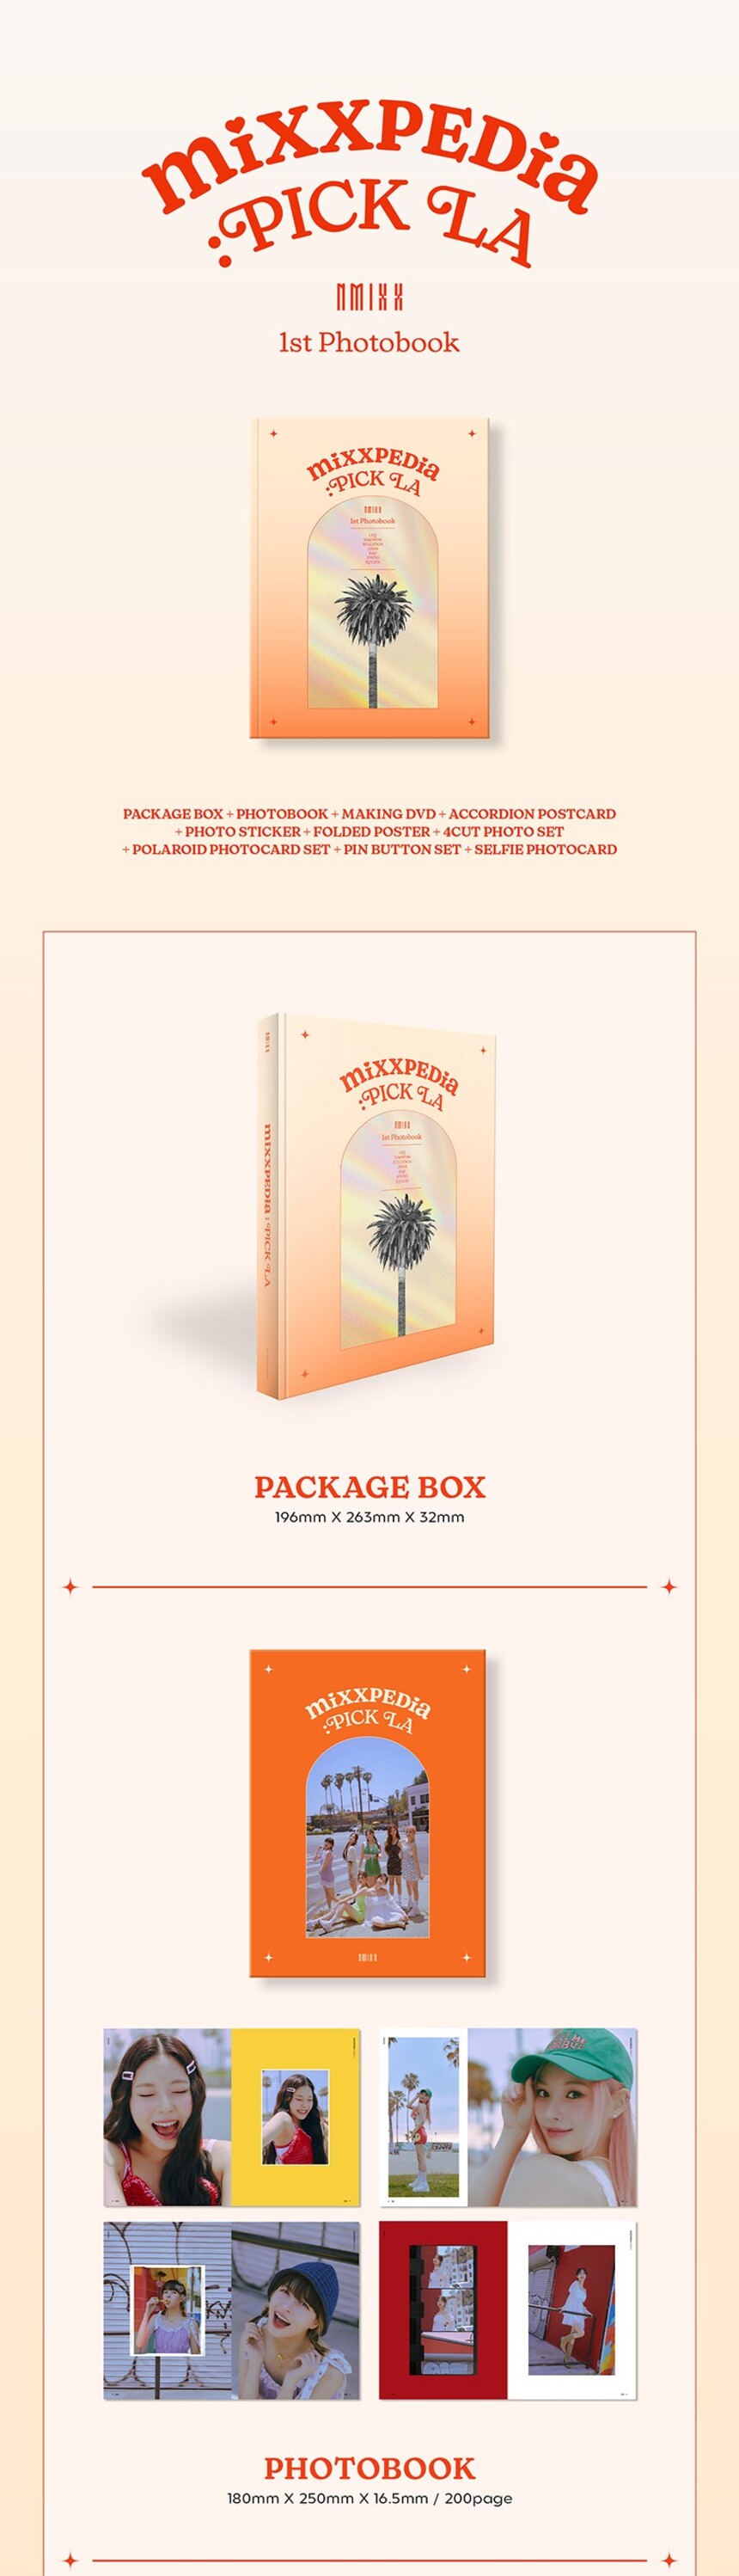 miXXPEDia
:PICK LA
NMIXX
1st Photobook
miXXPEDia
:PICK LA
NMIXX
1st Photobook
PACKAGE BOX + PHOTOBOOK + MAKING DVD + ACCORDION POSTCARD
+ PHOTO STICKER + FOLDED POSTER + 4CUT PHOTO SET
+ POLAROID PHOTOCARD SET + PIN BUTTON SET + SELFIE PHOTOCARD
NMIXX
miXXPEDia : PICK LA
miXXPEDia
:PICK LA
NMIXX
1st Photobook
PACKAGE BOX
196mm X 263mm X 32mm
miXXPEDia
:PICK LA
NMIXX
PHOTOBOOK
180mm X 250mm X 16.5mm / 200page